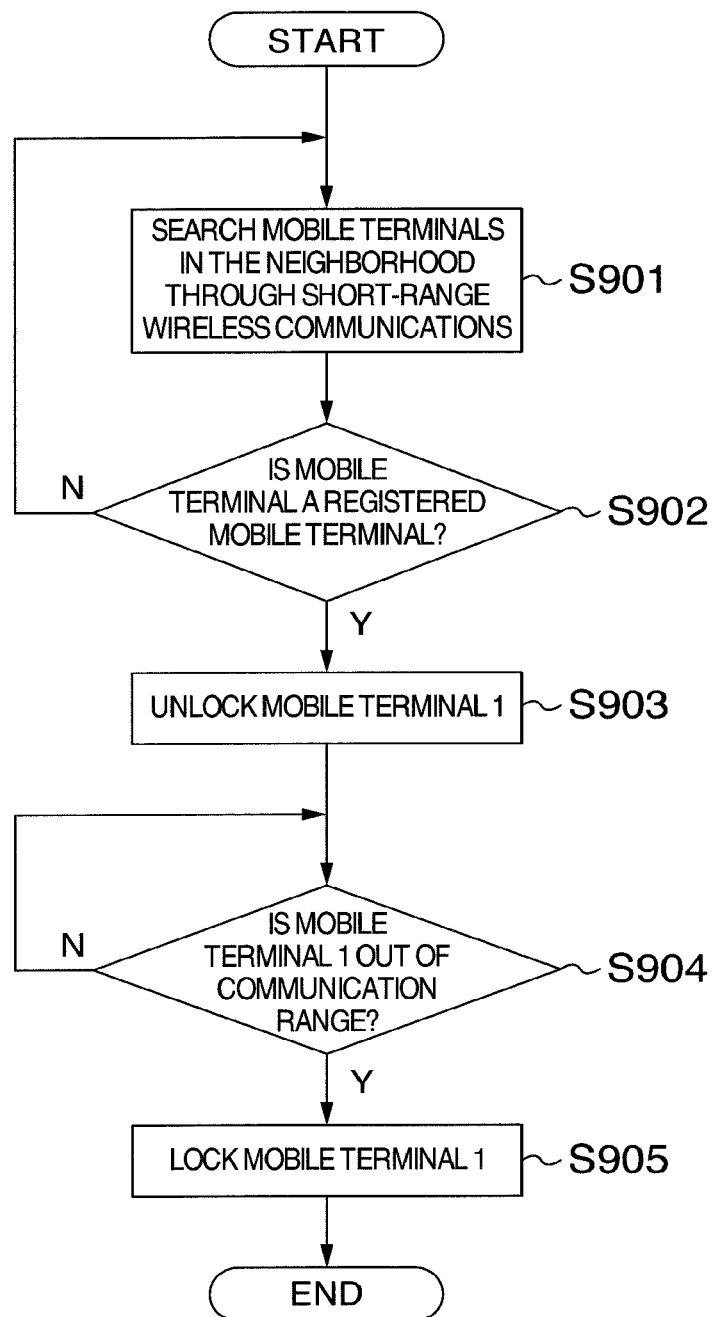 START
SEARCH MOBILE TERMINALS
IN THE NEIGHBORHOOD
THROUGH SHORT-RANGE
WIRELESS COMMUNICATIONS
S901
IS MOBILE
TERMINAL A REGISTERED
MOBILE TERMINAL?
N
S902
Y
UNLOCK MOBILE TERMINAL 1
S903
IS MOBILE
TERMINAL 1 OUT OF
COMMUNICATION
RANGE?
N
S904
Y
LOCK MOBILE TERMINAL 1
S905
END